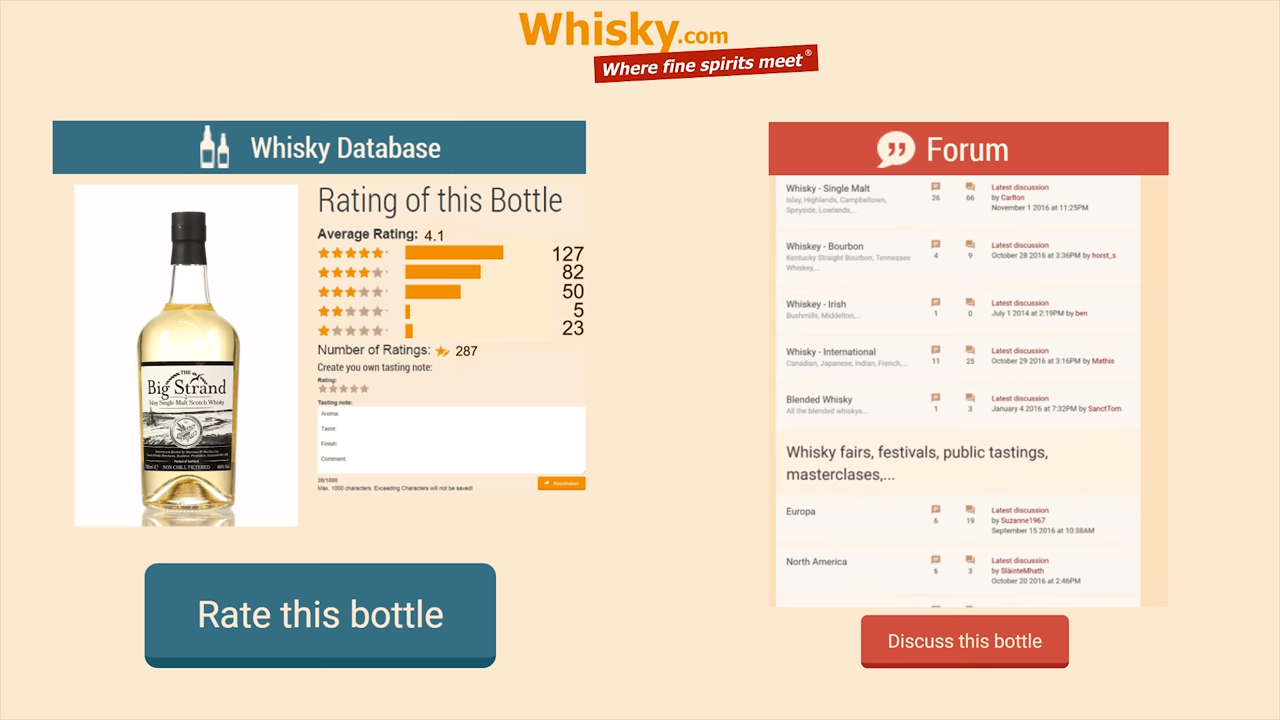 Whisky.com
Where fine spirits meet®
Whisky Database
THE
Big Strand
Islay Single Malt Scotch Whisky
NON CHILL FILTERED
Rating of this Bottle
Average Rating: 4.1
127
82
50
5
23
Number of Ratings: 287
Create you own tasting note:
Rating:
Tasting note:
Aroma:
Taste:
Finish:
Comment:
38/1000
Max. 1000 characters. Exceeding Characters will not be saved!
Rate this bottle
Forum
Whisky - Single Malt
Islay, Highlands, Campbeltown,
Speyside, Lowlands,...
26 66
Latest discussion
by Carlton
November 1 2016 at 11:25PM
Whiskey - Bourbon
Kentucky Straight Bourbon, Tennessee
Whiskey,...
4 9
Latest discussion
October 28 2016 at 3:36PM by horst_s
Whiskey - Irish
Bushmills, Middelton,...
1 0
Latest discussion
July 1 2014 at 2:19PM by ben
Whisky - International
Canadian, Japanese, Indian, French,...
11 25
Latest discussion
October 29 2016 at 3:16PM by Mathis
Blended Whisky
All the blended whiskys...
1 3
Latest discussion
January 4 2016 at 7:32PM by SanctTom
Whisky fairs, festivals, public tastings,
masterclasses,...
Europa
6 19
Latest discussion
by Suzanne1967
September 15 2016 at 10:38AM
North America
6 3
Latest discussion
by SlàinteMhath
October 20 2016 at 2:46PM
Discuss this bottle